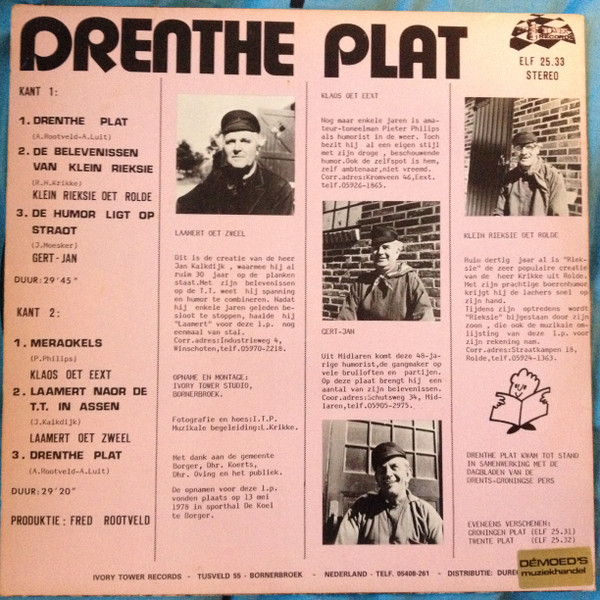 DRENTHE PLAT
TOWER
RECORDS
ELF 25.33
STEREO
KANT 1:
1. DRENTHE PLAT
(A.Rootveld-A.Luit)
2. DE BELEVENISSEN
VAN KLEIN RIEKSIE
(R.H.Krikke)
KLEIN RIEKSIE OET ROLDE
3. DE HUMOR LIGT OP
STRAOT
(J.Moesker)
GERT-JAN
DUUR: 29'45"
KANT 2:
1. MERAOKELS
(P.Philips)
KLAOS OET EEXT
2. LAAMERT NAOR DE
T.T. IN ASSEN
(J.Kalkdijk)
LAAMERT OET ZWEEL
3. DRENTHE PLAT
(A.Rootveld-A.Luit)
DUUR: 29'20"
PRODUKTIE: FRED ROOTVELD
LAAMERT OET ZWEEL
Dit is de creatie van de heer
Jan Kalkdijk , waarmee hij al
ruim 30 jaar op de planken
staat.Met zijn belevenissen
op de T.T. weet hij spanning
en humor te combineren. Nadat
hij enkele jaren geleden be-
sloot te stoppen, haalde hij
"Laamert" voor deze l.p. nog
eenmaal van stal.
Corr.adres:Industrieweg 4,
Winschoten,telf.05970-2218.
OPNAME EN MONTAGE:
IVORY TOWER STUDIO,
BORNERBROEK.
Fotografie en hoes:I.T.P.
Muzikale begeleiding:L.Krikke.
Met dank aan de gemeente
Borger, Dhr. Koerts,
Dhr. Oving en het publiek.
De opnamen voor deze l.p.
vonden plaats op 13 mei
1978 in sporthal De Koel
te Borger.
KLAOS OET EEXT
Nog maar enkele jaren is ama-
teur-toneelman Pieter Philips
als humorist in de weer. Toch
bezit hij al een eigen stijl
met zijn droge , beschouwende
humor.Ook de zelfspot is hem,
zelf ambtenaar,niet vreemd.
Corr.adres:Kromveen 46,Eext.
telf.05926-1865.
GERT-JAN
Uit Midlaren komt deze 48-ja-
rige humorist,de gangmaker op
vele bruiloften en partijen.
Op deze plaat brengt hij een
aantal van zijn belevenissen.
Coor.adres:Schutsweg 34, Mid-
laren,telf.05905-2975.
KLEIN RIEKSIE OET ROLDE
Ruim dertig jaar al is "Riek-
sie" de zeer populaire creatie
van de heer Krikke uit Rolde.
Met zijn prachtige boerenhumor
krijgt hij de lachers snel op
zijn hand.
Tijdens zijn optredens wordt
"Rieksie" bijgestaan door zijn
zoon , die ook de muzikale om-
lijsting van deze l.p. voor
zijn rekening nam.
Corr.adres:Straatkampen 19,
Rolde,telf.05924-1363.
DRENTHE PLAT KWAM TOT STAND
IN SAMENWERKING MET DE
DAGBLADEN VAN DE
DRENTS-GRONINGSE PERS
EVENEENS VERSCHENEN:
GRONINGEN PLAT (ELF 25.31)
TWENTE PLAT (ELF 25.32)
DÉMOED'S
muziekhandel
IVORY TOWER RECORDS - TUSVELD 55 - BORNERBROEK - NEDERLAND - TELF. 05408-261 - DISTRIBUTIE: